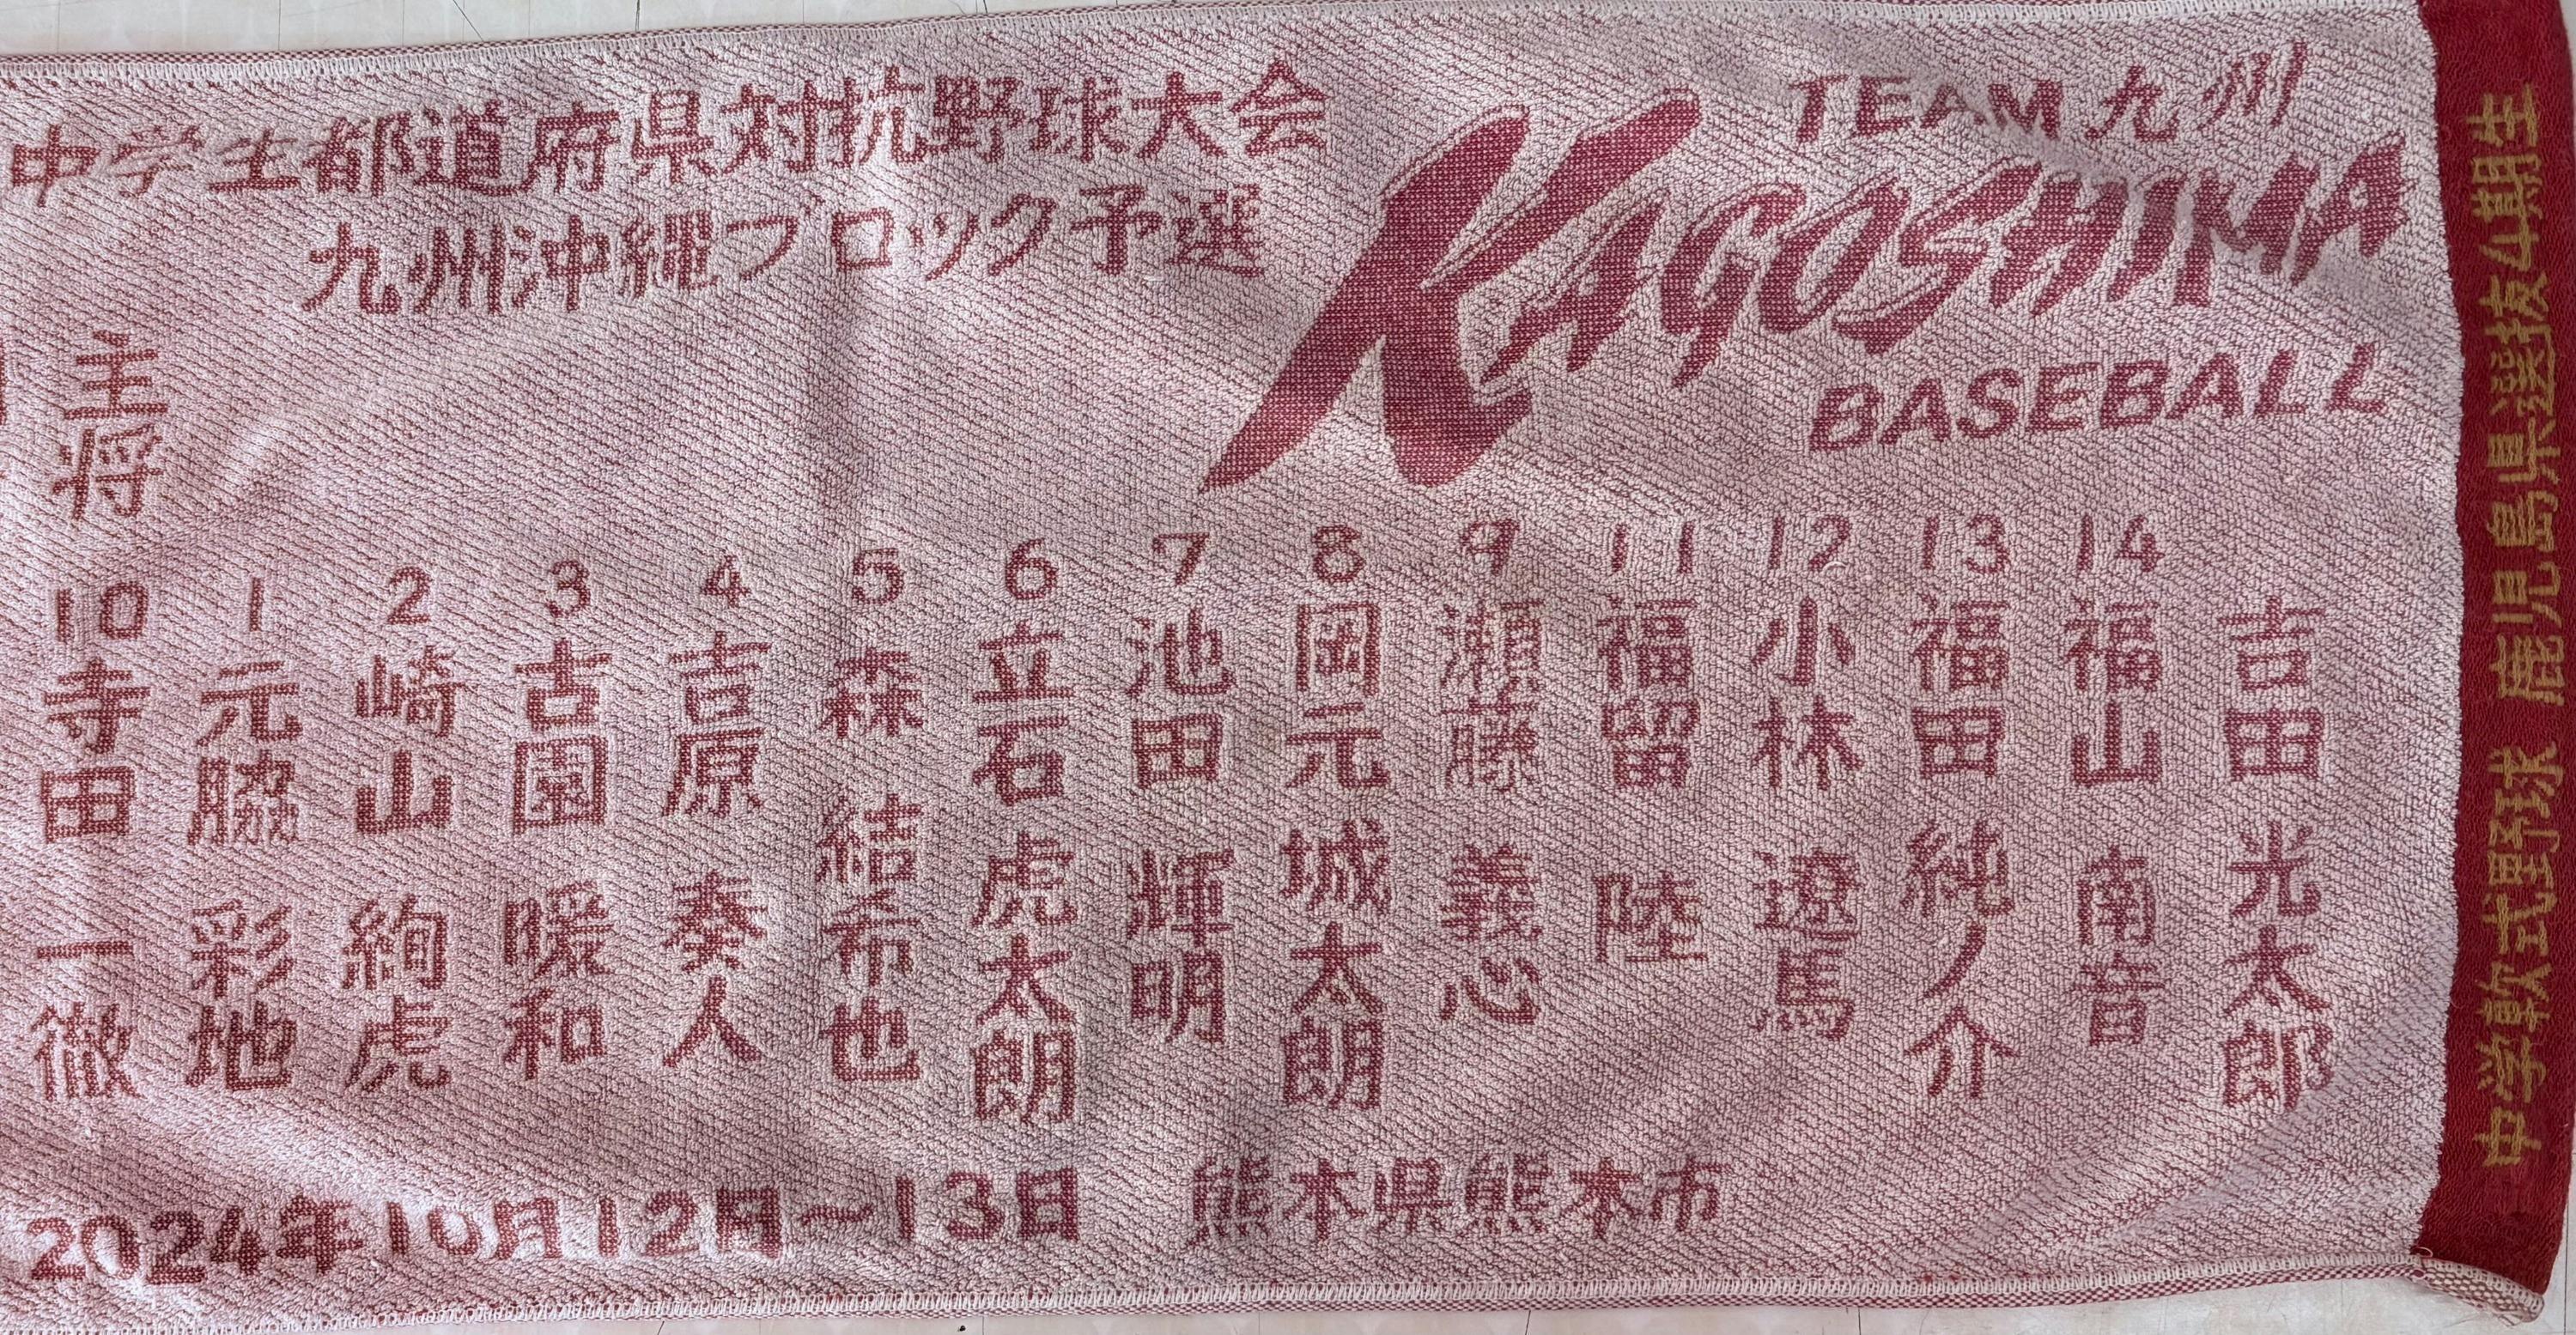 中学生都道府県対抗野球大会
九州沖縄ブロック予選
TEAM 九州
KAGOSHIMA
BASEBALL
主将
10 寺田 一徹
1 元脇 彩地
2 崎山 絢虎
3 古園 暖和
4 吉原 奏人
5 森 結希也
6 立石 虎太朗
7 池田 輝明
8 岡元 城太朗
9 瀬藤 義心
11 福留 陸
12 小林 遼馬
13 福田 純ノ介
14 福山 南音
吉田 光太郎
2024年10月12日〜13日 熊本県熊本市
中学軟式野球 鹿児島県選抜4期生